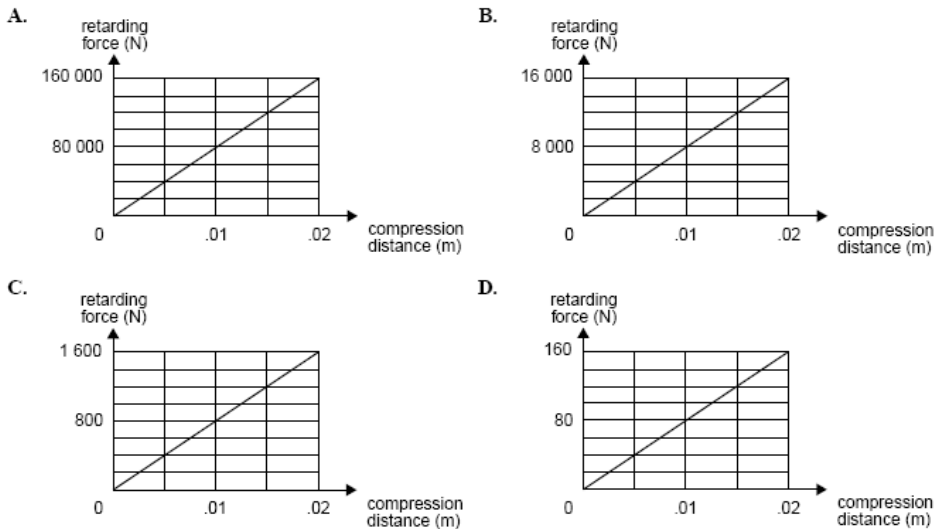 A.
retarding
force (N)
160 000
80 000
0
.01
.02
compression
distance (m)
B.
retarding
force (N)
16 000
8 000
0
.01
.02
compression
distance (m)
C.
retarding
force (N)
1 600
800
0
.01
.02
compression
distance (m)
D.
retarding
force (N)
160
80
0
.01
.02
compression
distance (m)